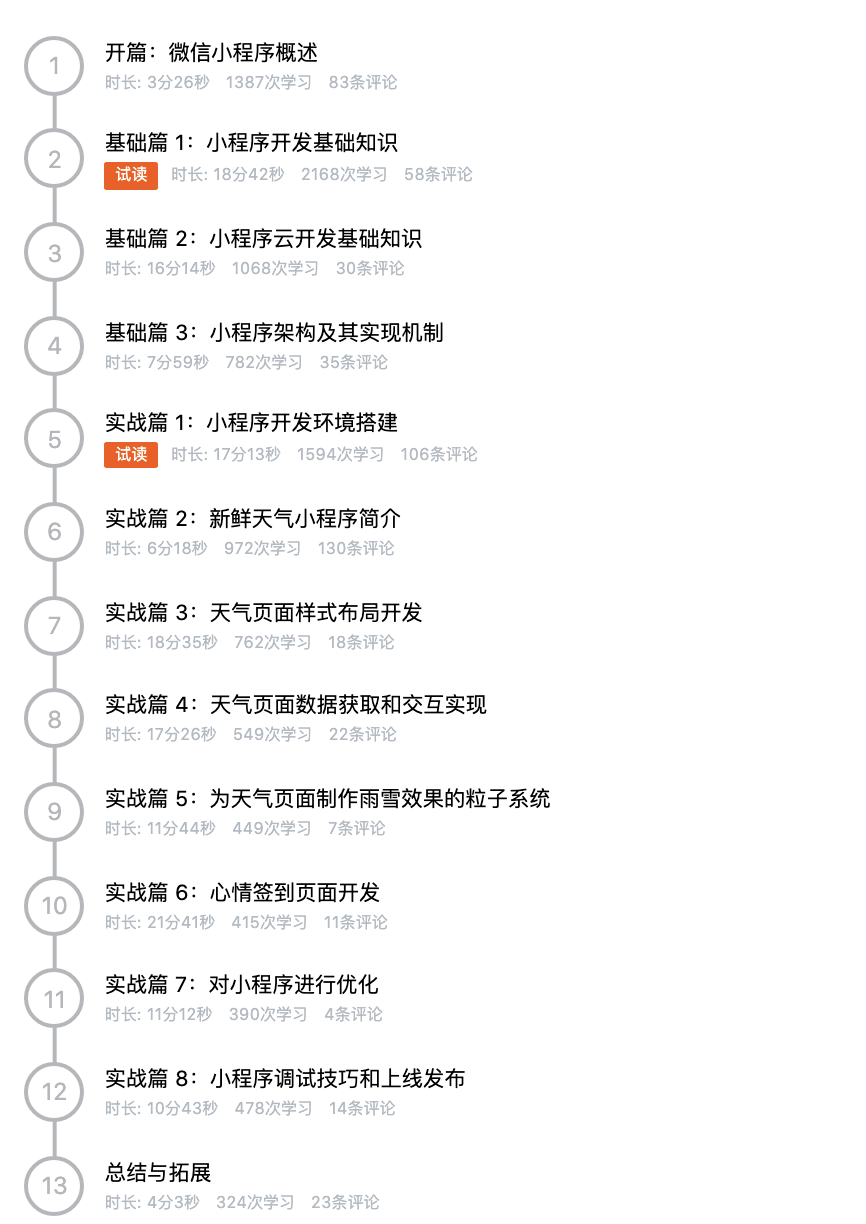 1
开篇：微信小程序概述
时长: 3分26秒 1387次学习 83条评论
2
基础篇 1：小程序开发基础知识
试读 时长: 18分42秒 2168次学习 58条评论
3
基础篇 2：小程序云开发基础知识
时长: 16分14秒 1068次学习 30条评论
4
基础篇 3：小程序架构及其实现机制
时长: 7分59秒 782次学习 35条评论
5
实战篇 1：小程序开发环境搭建
试读 时长: 17分13秒 1594次学习 106条评论
6
实战篇 2：新鲜天气小程序简介
时长: 6分18秒 972次学习 130条评论
7
实战篇 3：天气页面样式布局开发
时长: 18分35秒 762次学习 18条评论
8
实战篇 4：天气页面数据获取和交互实现
时长: 17分26秒 549次学习 22条评论
9
实战篇 5：为天气页面制作雨雪效果的粒子系统
时长: 11分44秒 449次学习 7条评论
10
实战篇 6：心情签到页面开发
时长: 21分41秒 415次学习 11条评论
11
实战篇 7：对小程序进行优化
时长: 11分12秒 390次学习 4条评论
12
实战篇 8：小程序调试技巧和上线发布
时长: 10分43秒 478次学习 14条评论
13
总结与拓展
时长: 4分3秒 324次学习 23条评论